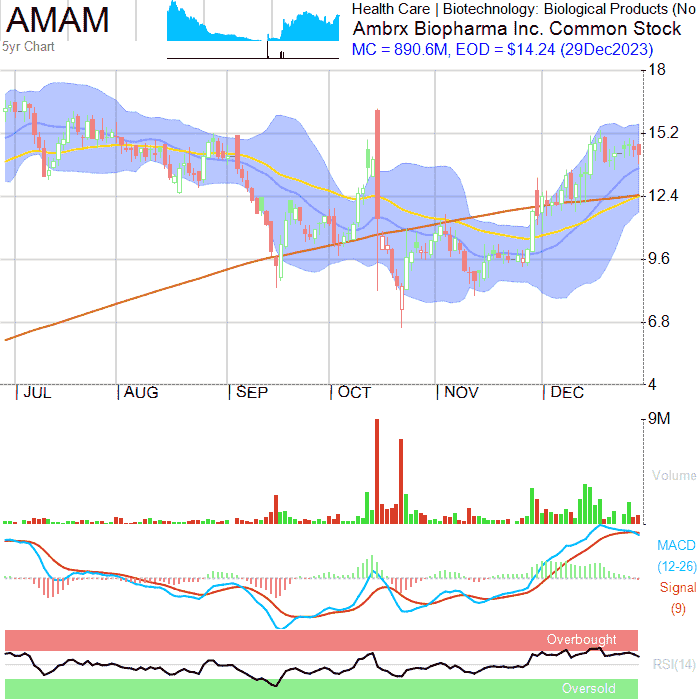 AMAM
5yr Chart
Health Care | Biotechnology: Biological Products (No
Ambrx Biopharma Inc. Common Stock
MC = 890.6M, EOD = $14.24 (29Dec2023)
18
15.2
12.4
9.6
6.8
4
JUL AUG SEP OCT NOV DEC
9M
Volume
MACD
(12-26)
Signal
(9)
Overbought
RSI(14)
Oversold